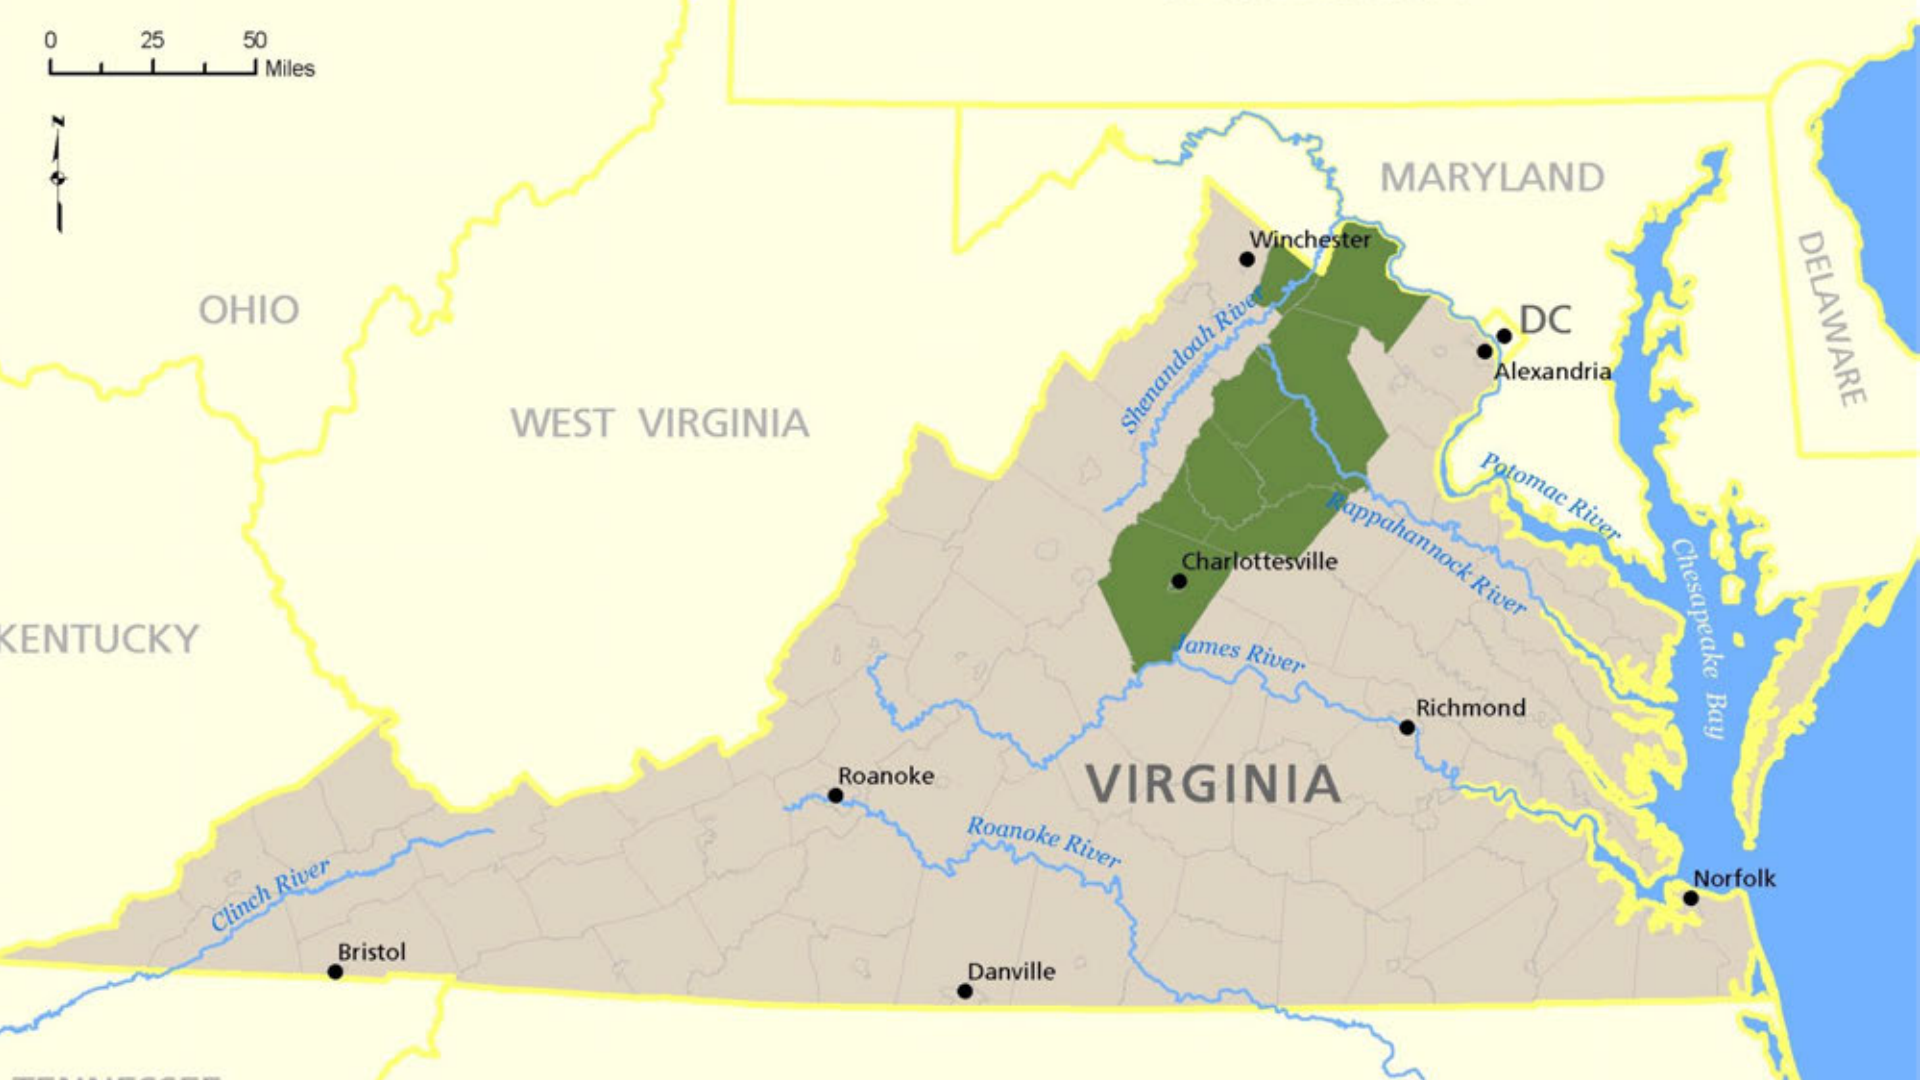 0 25 50
Miles
N
MARYLAND
Winchester
DELAWARE
OHIO
Shenandoah River
DC
Alexandria
WEST VIRGINIA
Potomac River
Rappahannock River
Chesapeake Bay
Charlottesville
KENTUCKY
James River
Richmond
Roanoke
VIRGINIA
Roanoke River
Clinch River
Norfolk
Bristol
Danville
TENNESSEE